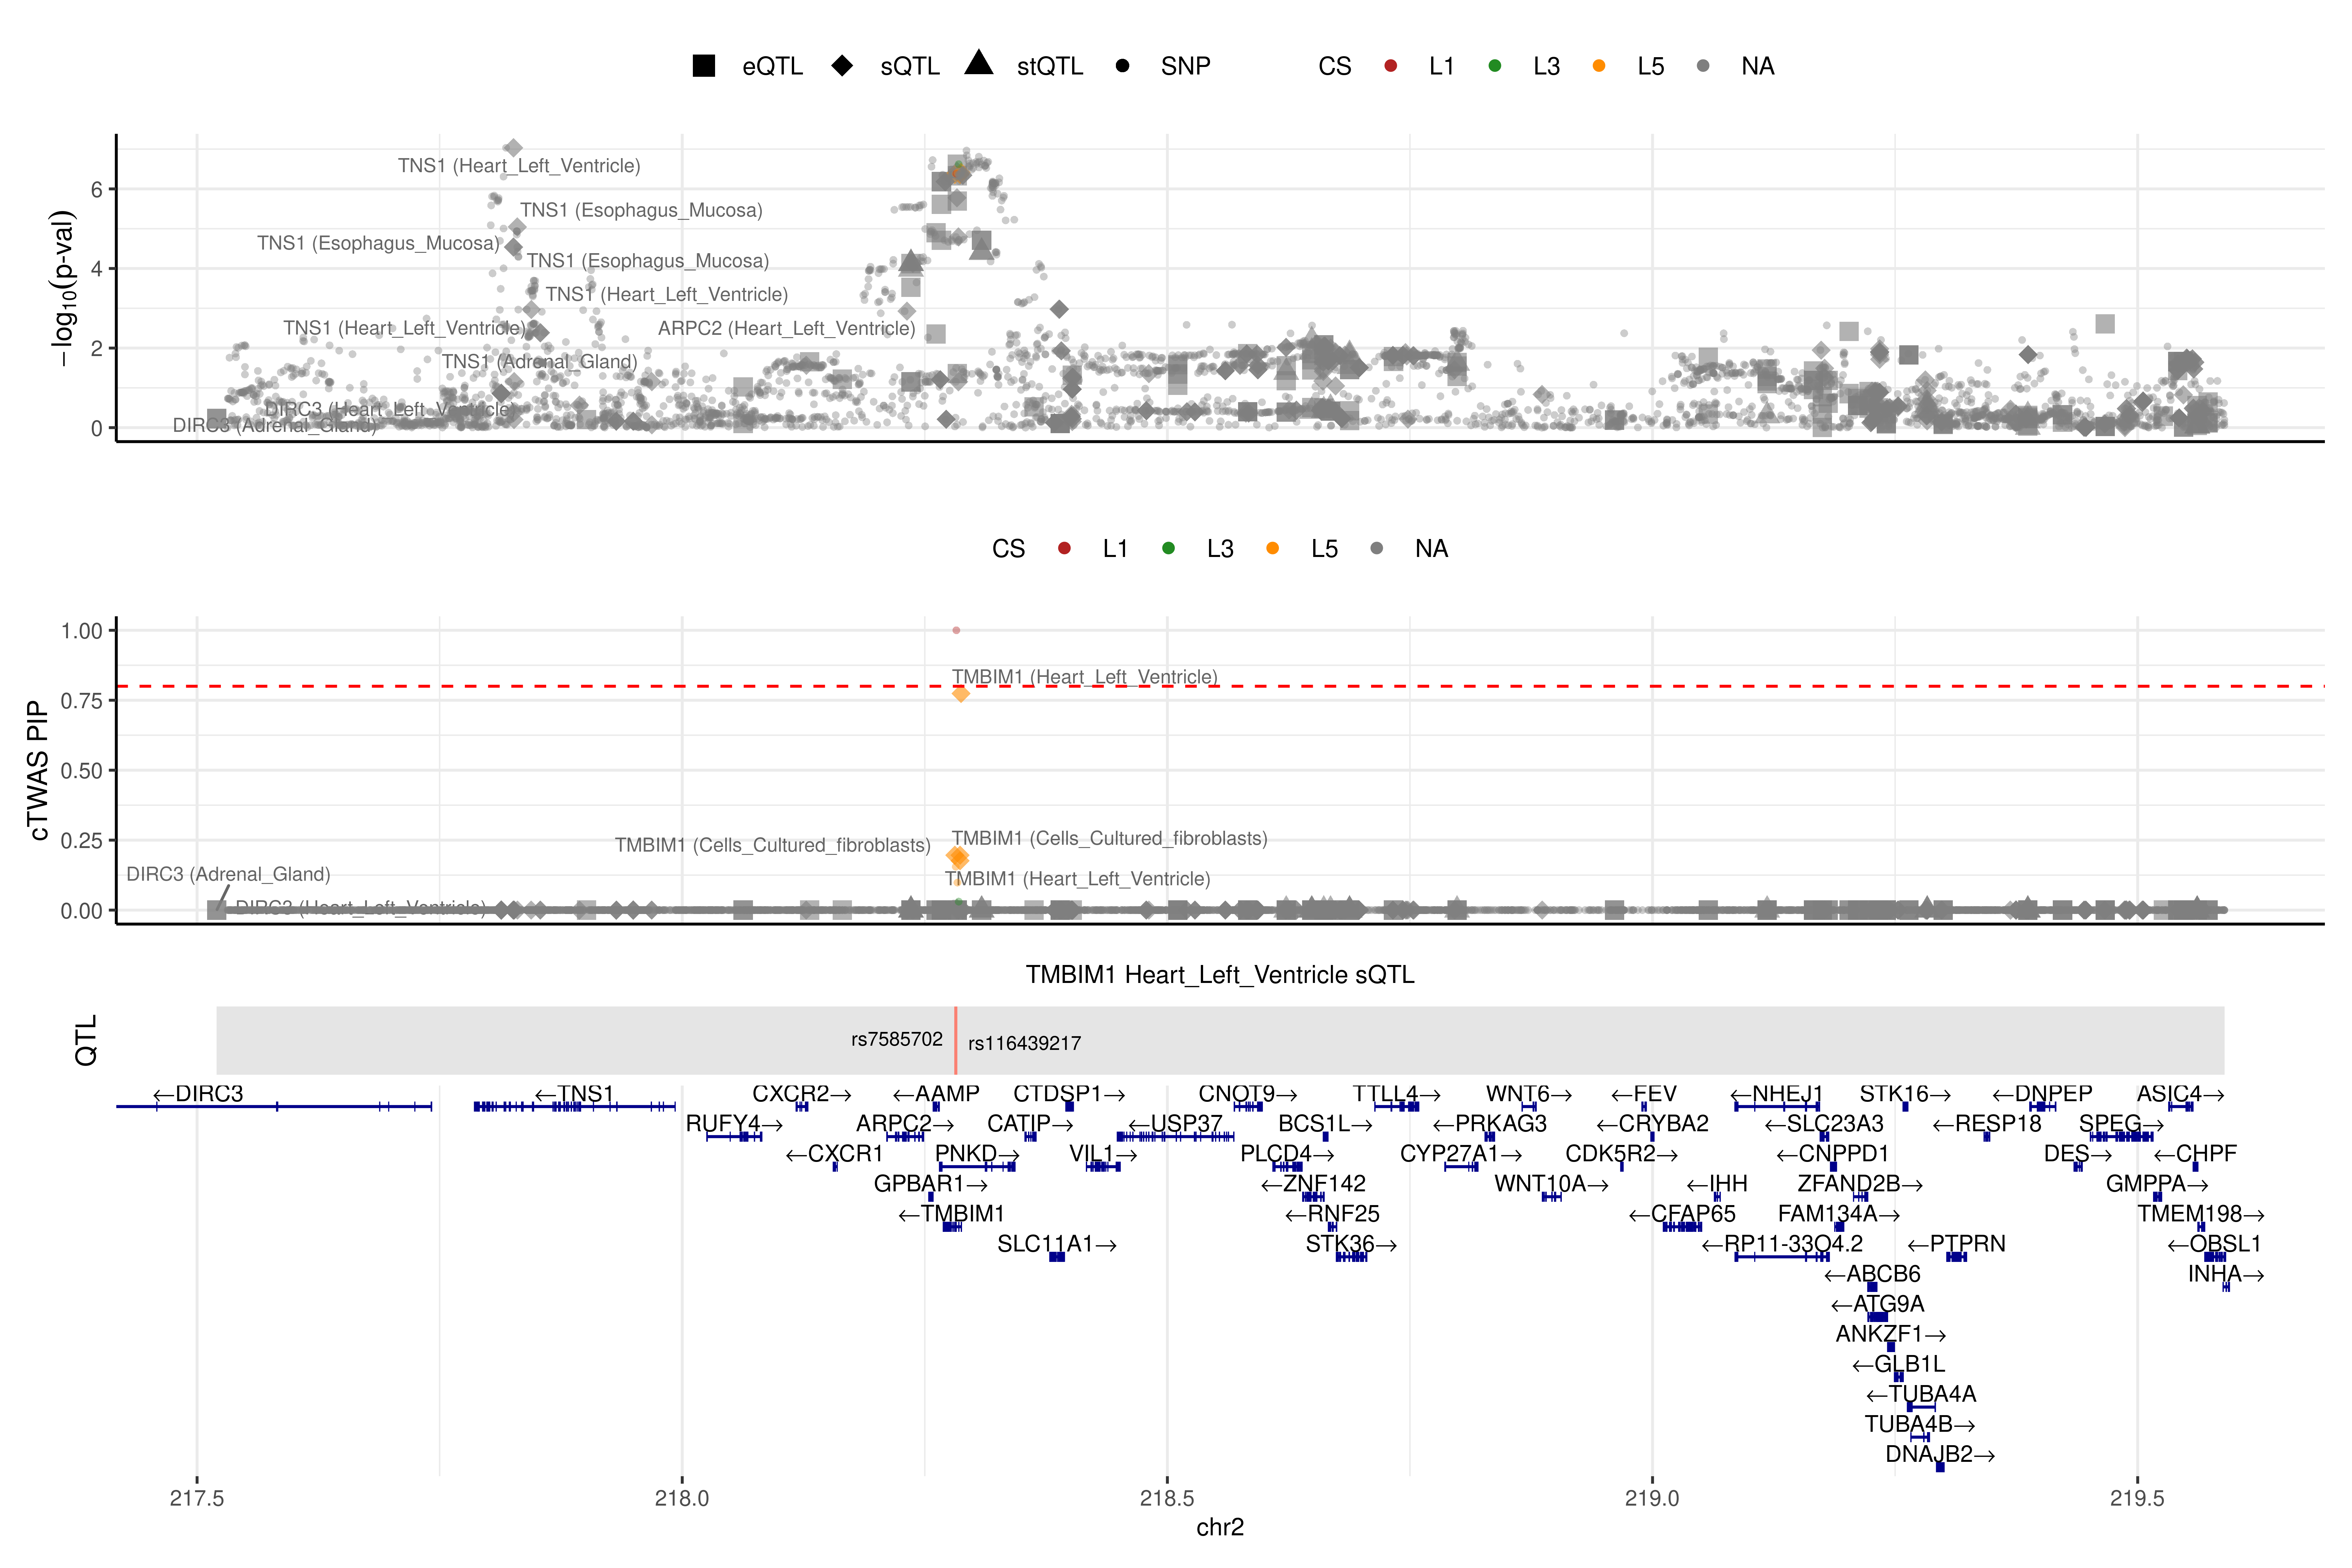 eQTL sQTL stQTL SNP CS L1 L3 L5 NA
−log10(p-val)
6
4
2
0
TNS1 (Heart_Left_Ventricle)
TNS1 (Esophagus_Mucosa)
TNS1 (Esophagus_Mucosa)
TNS1 (Esophagus_Mucosa)
TNS1 (Heart_Left_Ventricle)
TNS1 (Heart_Left_Ventricle)
ARPC2 (Heart_Left_Ventricle)
TNS1 (Adrenal_Gland)
DIRC3 (Heart_Left_Ventricle)
DIRC3 (Adrenal_Gland)
CS L1 L3 L5 NA
cTWAS PIP
1.00
0.75
0.50
0.25
0.00
TMBIM1 (Heart_Left_Ventricle)
TMBIM1 (Cells_Cultured_fibroblasts)
TMBIM1 (Cells_Cultured_fibroblasts)
DIRC3 (Adrenal_Gland)
TMBIM1 (Heart_Left_Ventricle)
DIRC3 (Heart_Left_Ventricle)
TMBIM1 Heart_Left_Ventricle sQTL
QTL
rs7585702
rs116439217
←DIRC3 ←TNS1 CXCR2→ ←AAMP CTDSP1→ CNOT9→ TTLL4→ WNT6→ ←FEV ←NHEJ1 STK16→ ←DNPEP ASIC4→
RUFY4→ ARPC2→ CATIP→ ←USP37 BCS1L→ ←PRKAG3 ←CRYBA2 ←SLC23A3 ←RESP18 SPEG→
←CXCR1 PNKD→ VIL1→ PLCD4→ CYP27A1→ CDK5R2→ ←CNPPD1 DES→ ←CHPF
GPBAR1→ ←ZNF142 WNT10A→ ←IHH ZFAND2B→ GMPPA→
←TMBIM1 ←RNF25 ←CFAP65 FAM134A→ TMEM198→
SLC11A1→ STK36→ ←RP11-33O4.2 ←PTPRN ←OBSL1
←ABCB6 INHA→
←ATG9A
ANKZF1→
←GLB1L
←TUBA4A
TUBA4B→
DNAJB2→
217.5 218.0 218.5 219.0 219.5
chr2